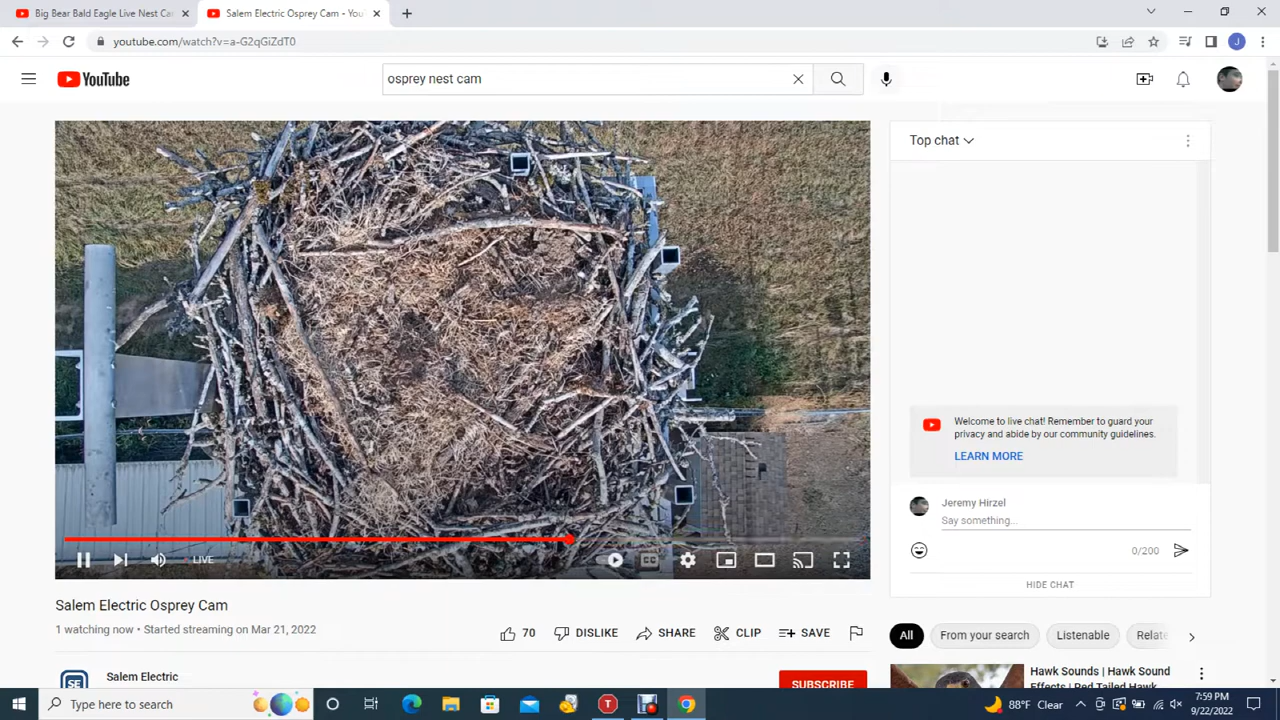 Big Bear Bald Eagle Live Nest Ca
Salem Electric Osprey Cam - You
youtube.com/watch?v=a-G2qGiZdT0
J
YouTube
osprey nest cam
Top chat
Welcome to live chat! Remember to guard your
privacy and abide by our community guidelines.
LEARN MORE
Jeremy Hirzel
Say something...
0/200
HIDE CHAT
LIVE
CC
Salem Electric Osprey Cam
1 watching now • Started streaming on Mar 21, 2022
70
DISLIKE
SHARE
CLIP
SAVE
All
From your search
Listenable
Relate
SE
Salem Electric
SUBSCRIBE
Hawk Sounds | Hawk Sound
Effects | Red Tailed Hawk
Type here to search
T
88°F Clear
7:59 PM
9/22/2022